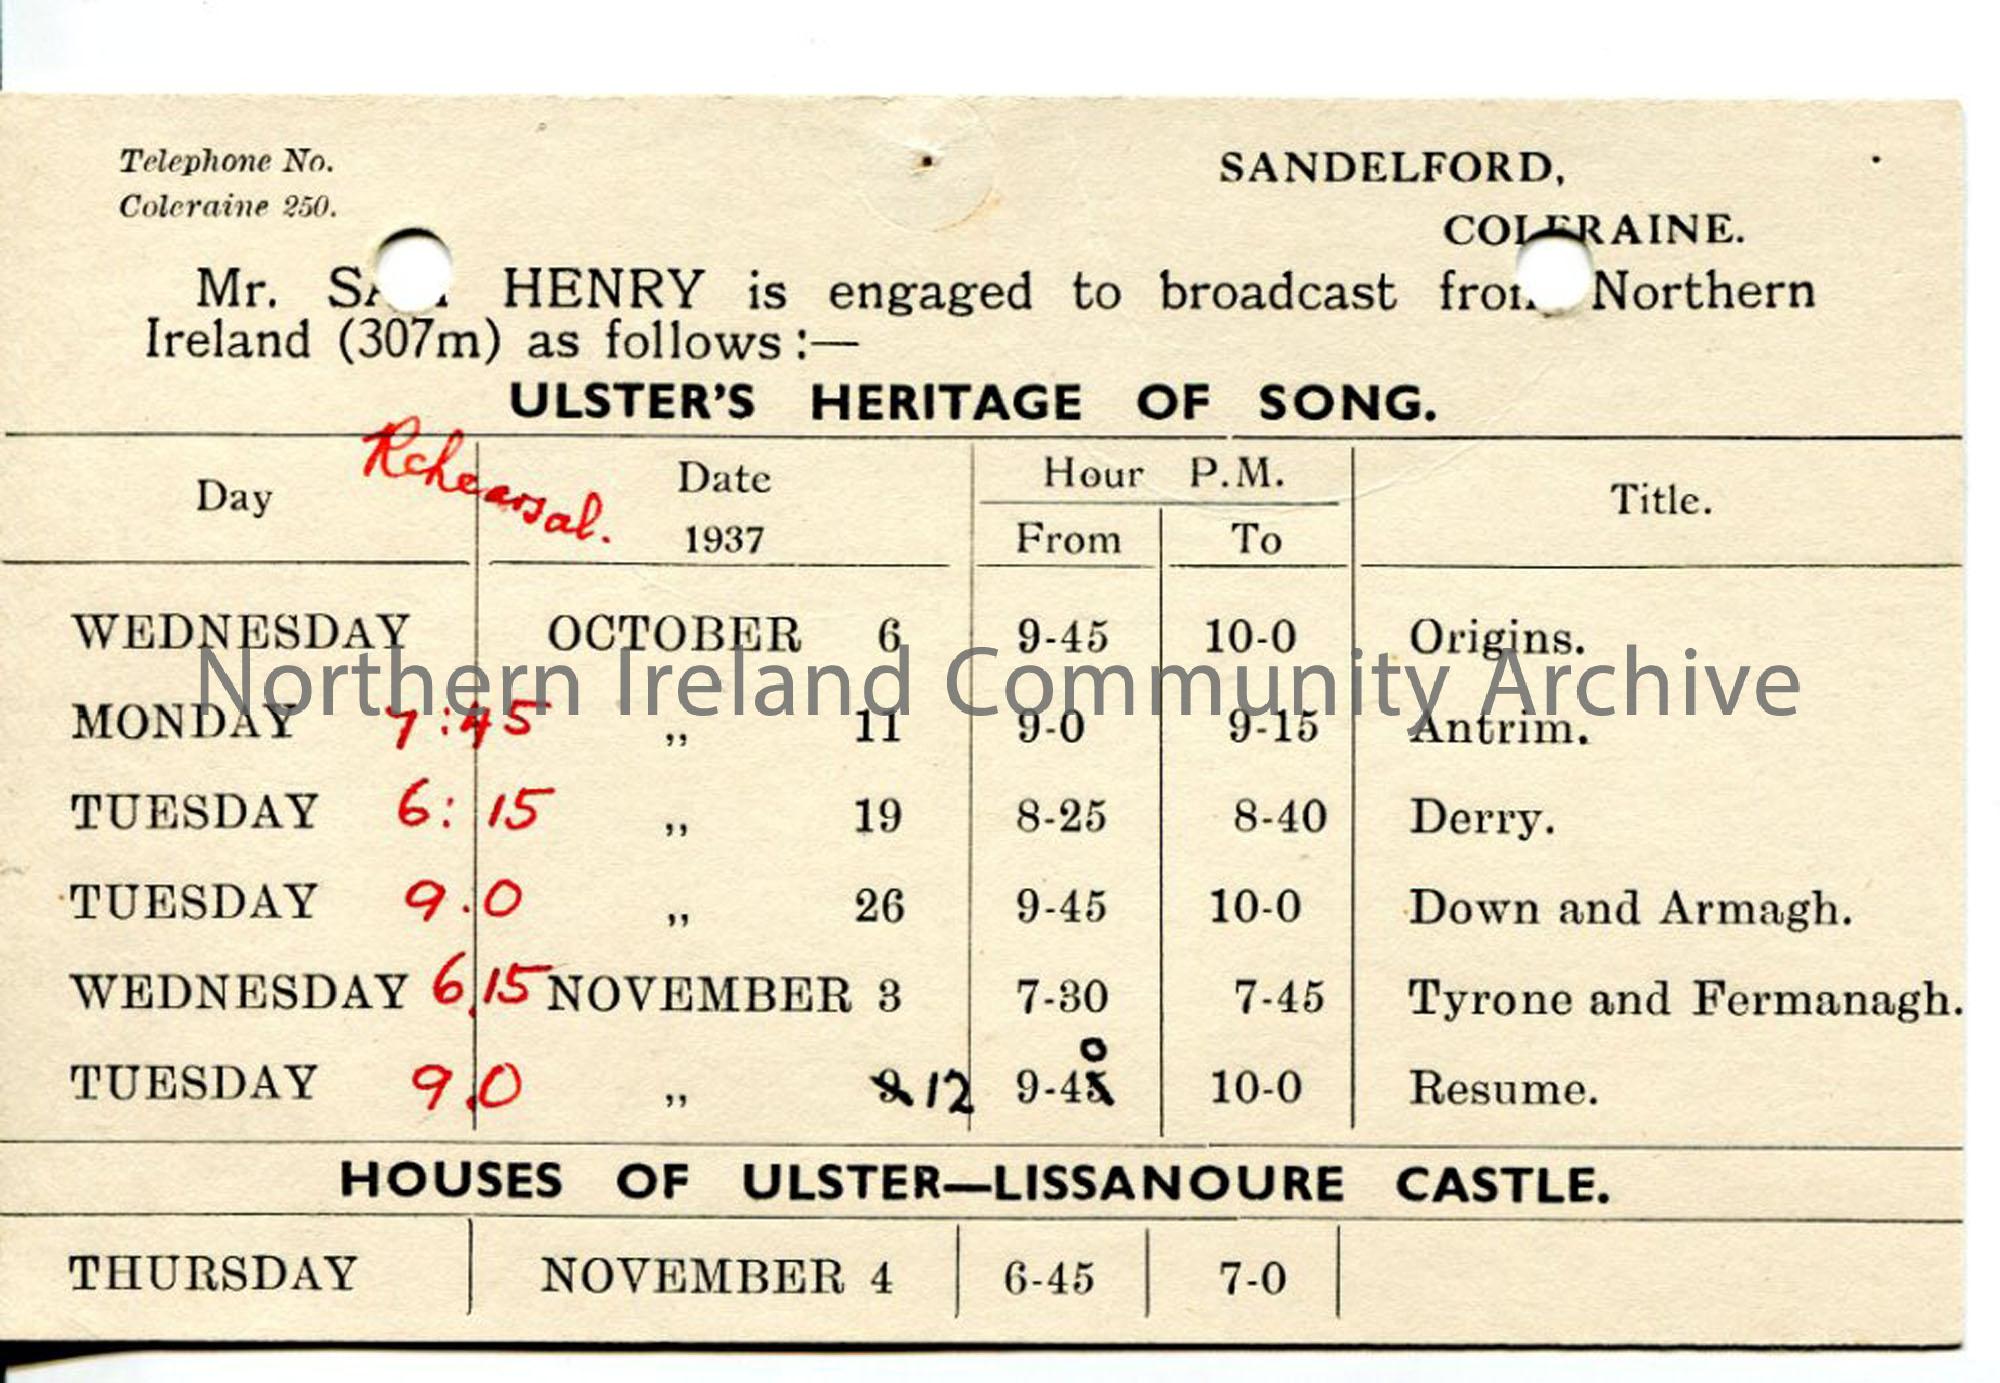 Telephone No.
Coleraine 250.
SANDELFORD,
COLERAINE.
Mr. HENRY is engaged to broadcast from Northern
Ireland (307m) as follows :—
ULSTER'S HERITAGE OF SONG.
Day Rehearsal. Date 1937 Hour P.M. From To Title.
WEDNESDAY OCTOBER 6 9-45 10-0 Origins.
Northern Ireland Community Archive
MONDAY 7:45 ,, 11 9-0 9-15 Antrim.
TUESDAY 6:15 ,, 19 8-25 8-40 Derry.
TUESDAY 9.0 ,, 26 9-45 10-0 Down and Armagh.
WEDNESDAY 6.15 NOVEMBER 3 7-30 7-45 Tyrone and Fermanagh.
TUESDAY 9.0 ,, 9 12 9-45 0 10-0 Resume.
HOUSES OF ULSTER—LISSANOURE CASTLE.
THURSDAY NOVEMBER 4 6-45 7-0